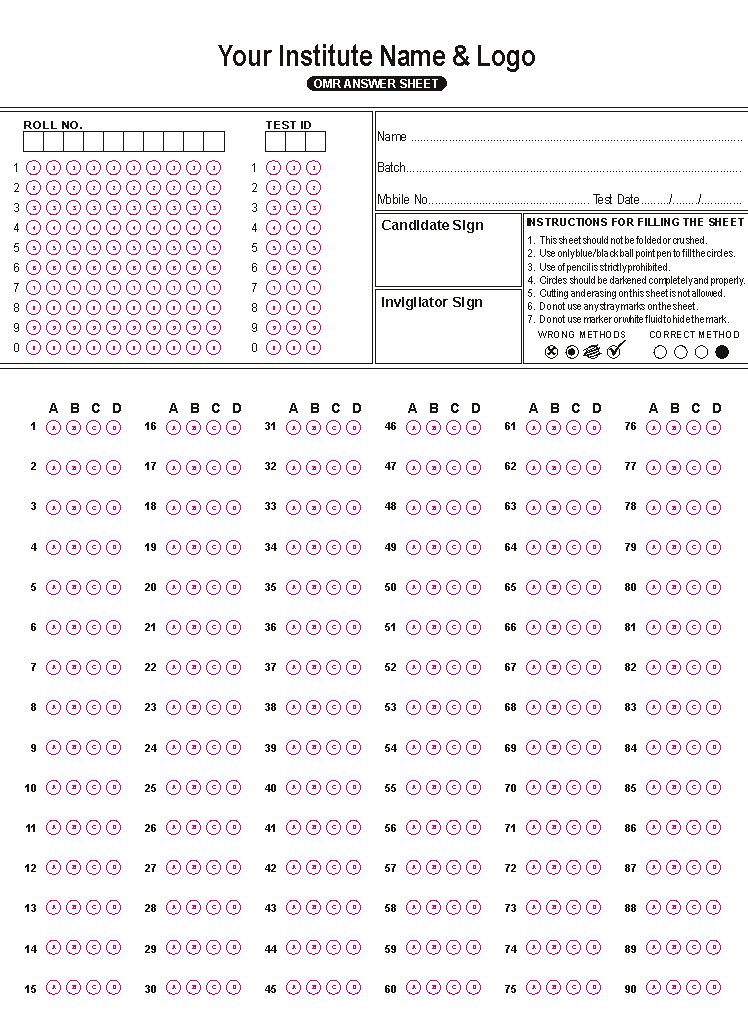 Your Institute Name & Logo
OMR ANSWER SHEET
ROLL NO.
TEST ID
1 1 1 1 1 1 1 1 1 1 1 1 1 1 1
2 2 2 2 2 2 2 2 2 2 2 2 2 2 2
3 3 3 3 3 3 3 3 3 3 3 3 3 3 3
4 4 4 4 4 4 4 4 4 4 4 4 4 4 4
5 5 5 5 5 5 5 5 5 5 5 5 5 5 5
6 6 6 6 6 6 6 6 6 6 6 6 6 6 6
7 7 7 7 7 7 7 7 7 7 7 7 7 7 7
8 8 8 8 8 8 8 8 8 8 8 8 8 8 8
9 9 9 9 9 9 9 9 9 9 9 9 9 9 9
0 0 0 0 0 0 0 0 0 0 0 0 0 0 0
Name ........................................
Batch........................................
Mobile No........................................ Test Date........./........./.............
Candidate Sign
Invigilator Sign
INSTRUCTIONS FOR FILLING THE SHEET
1. This sheet should not be folded or crushed.
2. Use only blue/black ball point pen to fill the circles.
3. Use of pencil is strictly prohibited.
4. Circles should be darkened completely and properly.
5. Cutting and erasing on this sheet is not allowed.
6. Do not use any stray marks on the sheet.
7. Do not use marker or white fluid to hide the mark.
WRONG METHODS CORRECT METHOD
A B C D A B C D A B C D A B C D A B C D A B C D
1 A B C D 16 A B C D 31 A B C D 46 A B C D 61 A B C D 76 A B C D
2 A B C D 17 A B C D 32 A B C D 47 A B C D 62 A B C D 77 A B C D
3 A B C D 18 A B C D 33 A B C D 48 A B C D 63 A B C D 78 A B C D
4 A B C D 19 A B C D 34 A B C D 49 A B C D 64 A B C D 79 A B C D
5 A B C D 20 A B C D 35 A B C D 50 A B C D 65 A B C D 80 A B C D
6 A B C D 21 A B C D 36 A B C D 51 A B C D 66 A B C D 81 A B C D
7 A B C D 22 A B C D 37 A B C D 52 A B C D 67 A B C D 82 A B C D
8 A B C D 23 A B C D 38 A B C D 53 A B C D 68 A B C D 83 A B C D
9 A B C D 24 A B C D 39 A B C D 54 A B C D 69 A B C D 84 A B C D
10 A B C D 25 A B C D 40 A B C D 55 A B C D 70 A B C D 85 A B C D
11 A B C D 26 A B C D 41 A B C D 56 A B C D 71 A B C D 86 A B C D
12 A B C D 27 A B C D 42 A B C D 57 A B C D 72 A B C D 87 A B C D
13 A B C D 28 A B C D 43 A B C D 58 A B C D 73 A B C D 88 A B C D
14 A B C D 29 A B C D 44 A B C D 59 A B C D 74 A B C D 89 A B C D
15 A B C D 30 A B C D 45 A B C D 60 A B C D 75 A B C D 90 A B C D